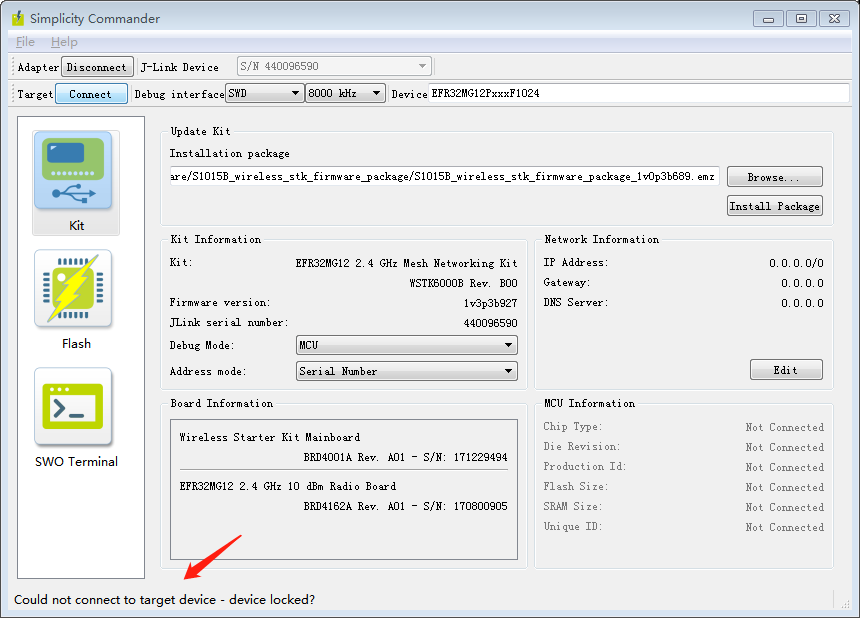 Simplicity Commander
File Help
Adapter Disconnect J-Link Device S/N 440096590
Target Connect Debug interface SWD 8000 kHz Device EFR32MG12PxxxF1024
Kit
Flash
SWO Terminal
Update Kit
Installation package
are/S1015B_wireless_stk_firmware_package/S1015B_wireless_stk_firmware_package_1v0p3b689.emz Browse...
Install Package
Kit Information
Kit: EFR32MG12 2.4 GHz Mesh Networking Kit
WSTK6000B Rev. B00
Firmware version: 1v3p3b927
JLink serial number: 440096590
Debug Mode: MCU
Address mode: Serial Number
Network Information
IP Address: 0.0.0.0/0
Gateway: 0.0.0.0
DNS Server: 0.0.0.0
Edit
Board Information
Wireless Starter Kit Mainboard
BRD4001A Rev. A01 - S/N: 171229494
EFR32MG12 2.4 GHz 10 dBm Radio Board
BRD4162A Rev. A01 - S/N: 170800905
MCU Information
Chip Type: Not Connected
Die Revision: Not Connected
Production Id: Not Connected
Flash Size: Not Connected
SRAM Size: Not Connected
Unique ID: Not Connected
Could not connect to target device - device locked?